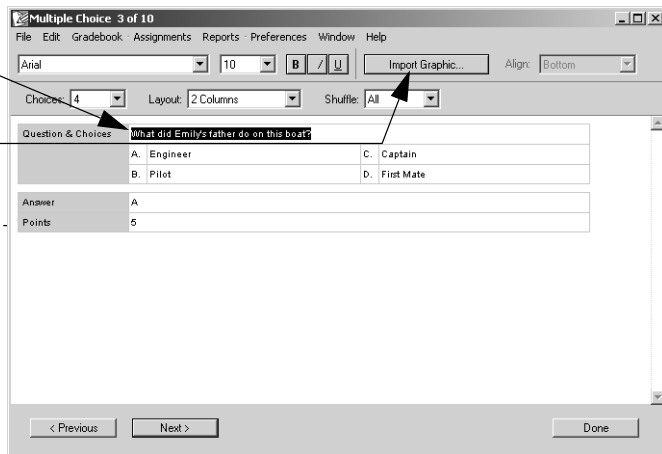 Multiple Choice 3 of 10
File Edit Gradebook Assignments Reports Preferences Window Help
Arial 10 B I U Import Graphic... Align: Bottom
Choices: 4 Layout: 2 Columns Shuffle: All
Question & Choices What did Emily's father do on this boat?
A. Engineer C. Captain
B. Pilot D. First Mate
Answer A
Points 5
< Previous Next > Done